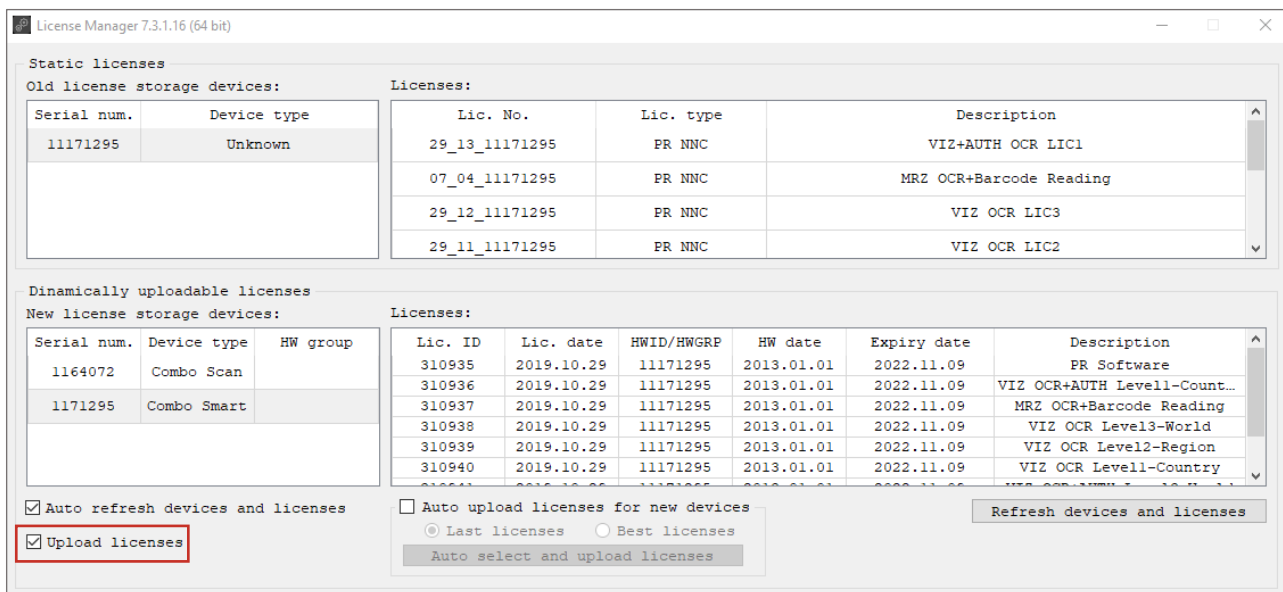 License Manager 7.3.1.16 (64 bit)
Static licenses
Old license storage devices:
Serial num. Device type
11171295 Unknown
Licenses:
Lic. No. Lic. type Description
29_13_11171295 PR NNC VIZ+AUTH OCR LIC1
07_04_11171295 PR NNC MRZ OCR+Barcode Reading
29_12_11171295 PR NNC VIZ OCR LIC3
29_11_11171295 PR NNC VIZ OCR LIC2
Dinamically uploadable licenses
New license storage devices:
Serial num. Device type HW group
1164072 Combo Scan
1171295 Combo Smart
Licenses:
Lic. ID Lic. date HWID/HWGRP HW date Expiry date Description
310935 2019.10.29 11171295 2013.01.01 2022.11.09 PR Software
310936 2019.10.29 11171295 2013.01.01 2022.11.09 VIZ OCR+AUTH Level1-Count...
310937 2019.10.29 11171295 2013.01.01 2022.11.09 MRZ OCR+Barcode Reading
310938 2019.10.29 11171295 2013.01.01 2022.11.09 VIZ OCR Level3-World
310939 2019.10.29 11171295 2013.01.01 2022.11.09 VIZ OCR Level2-Region
310940 2019.10.29 11171295 2013.01.01 2022.11.09 VIZ OCR Level1-Country
Auto refresh devices and licenses
Upload licenses
Auto upload licenses for new devices
Last licenses Best licenses
Auto select and upload licenses
Refresh devices and licenses